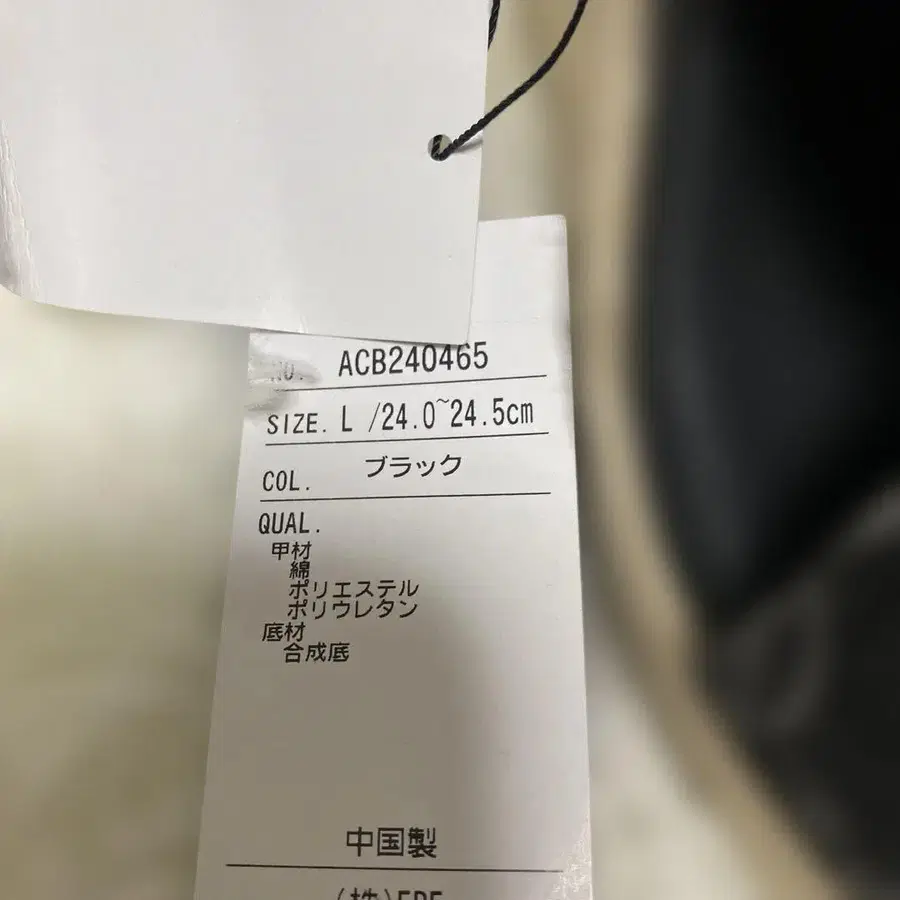 NO. ACB240465
SIZE. L /24.0~24.5cm
COL. ブラック
QUAL.
甲材
綿
ポリエステル
ポリウレタン
底材
合成底
中国製